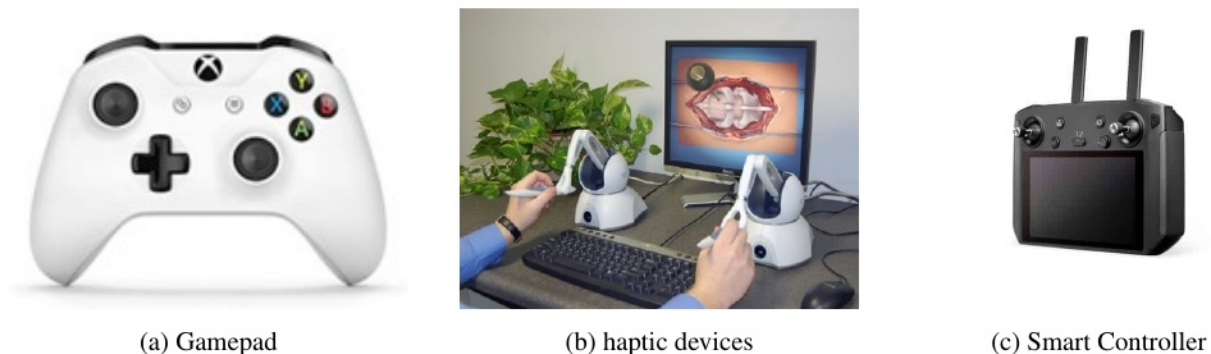 Y
X
B
A
(a) Gamepad
(b) haptic devices
(c) Smart Controller